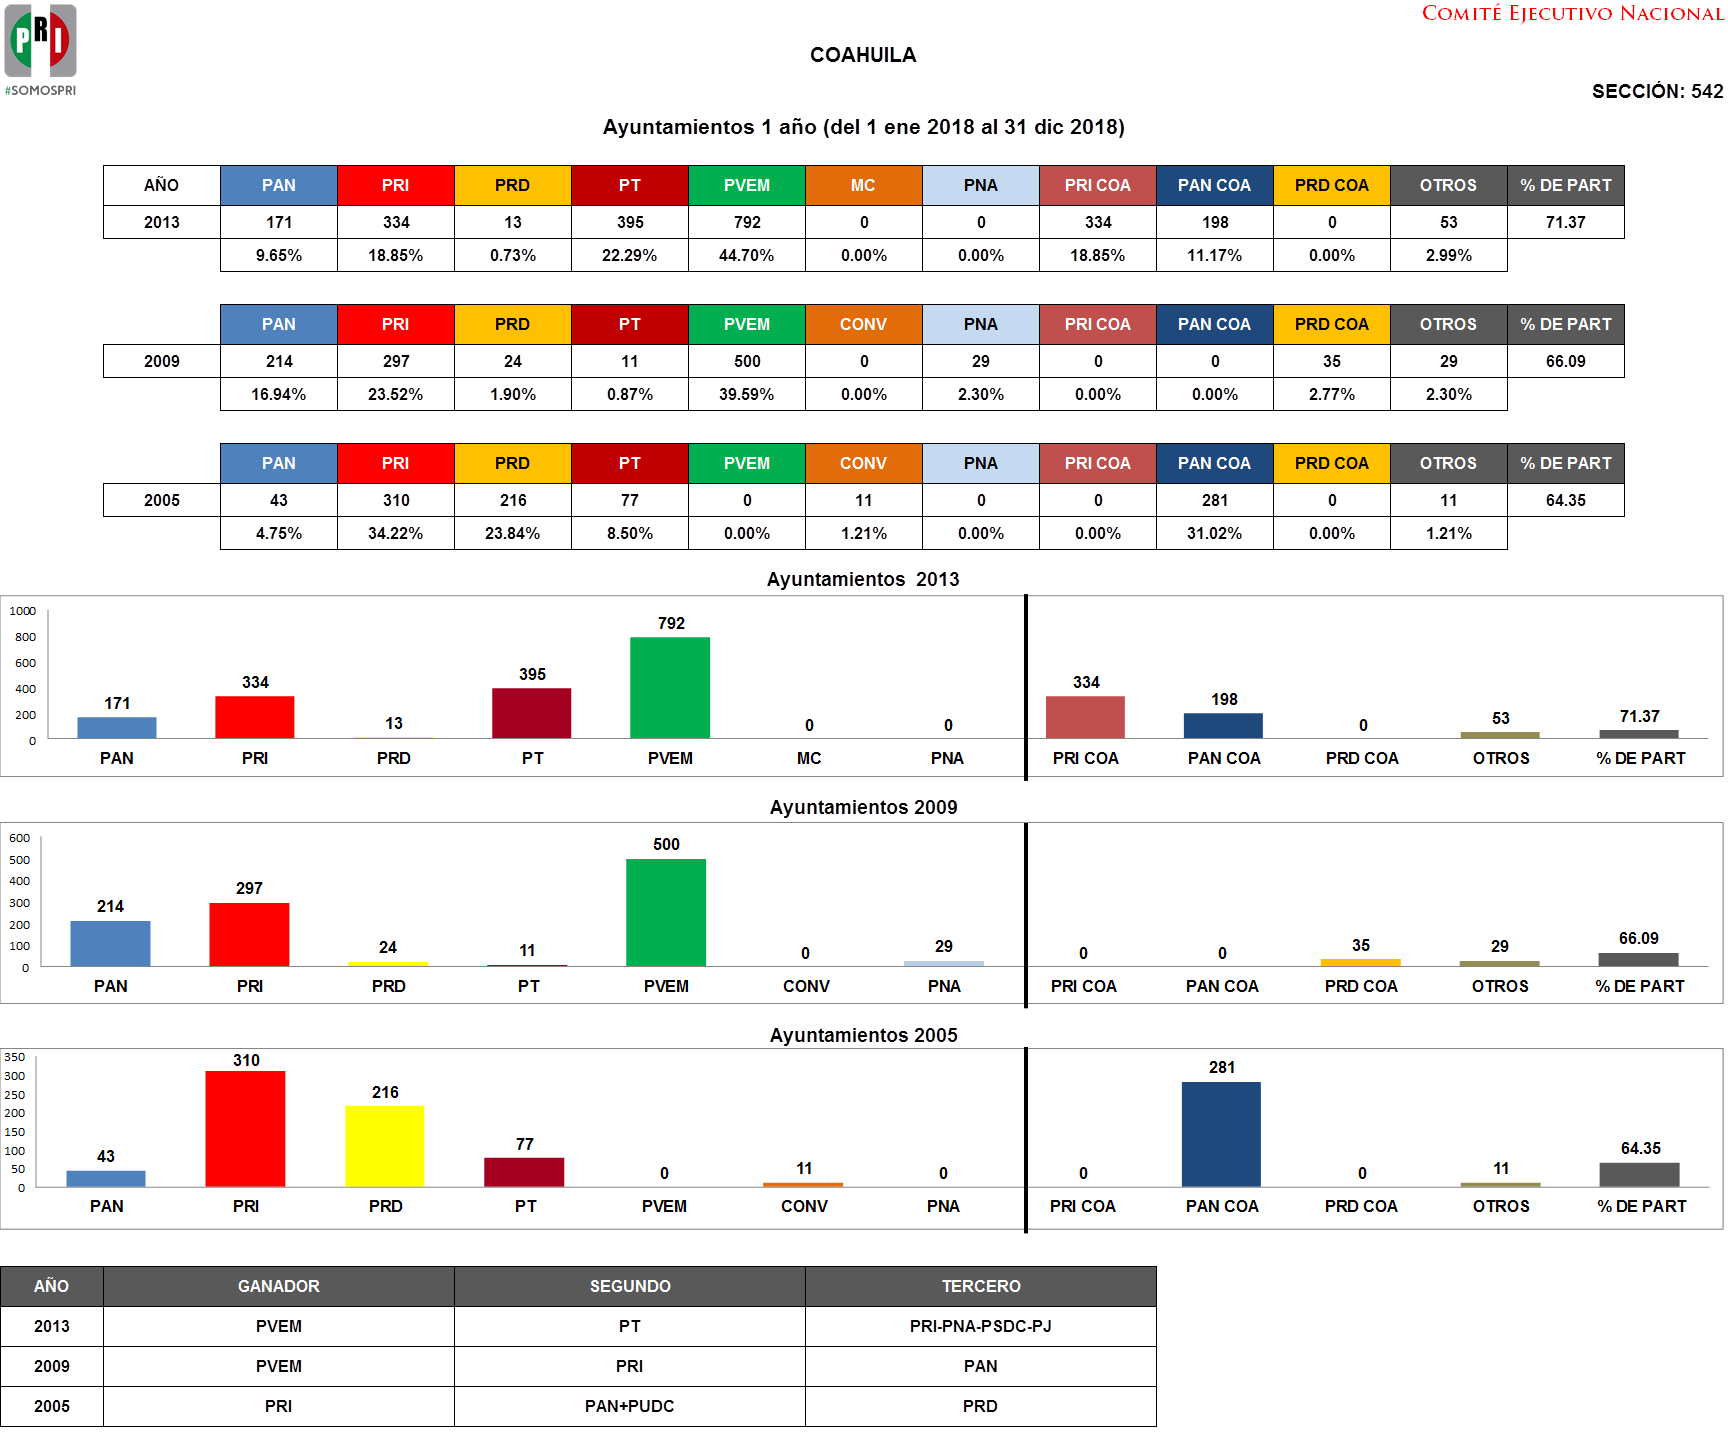 COMITÉ EJECUTIVO NACIONAL
PRI
#SOMOSPRI
COAHUILA
SECCIÓN: 542
Ayuntamientos 1 año (del 1 ene 2018 al 31 dic 2018)
AÑO PAN PRI PRD PT PVEM MC PNA PRI COA PAN COA PRD COA OTROS % DE PART
2013 171 334 13 395 792 0 0 334 198 0 53 71.37
9.65% 18.85% 0.73% 22.29% 44.70% 0.00% 0.00% 18.85% 11.17% 0.00% 2.99%
PAN PRI PRD PT PVEM CONV PNA PRI COA PAN COA PRD COA OTROS % DE PART
2009 214 297 24 11 500 0 29 0 0 35 29 66.09
16.94% 23.52% 1.90% 0.87% 39.59% 0.00% 2.30% 0.00% 0.00% 2.77% 2.30%
PAN PRI PRD PT PVEM CONV PNA PRI COA PAN COA PRD COA OTROS % DE PART
2005 43 310 216 77 0 11 0 0 281 0 11 64.35
4.75% 34.22% 23.84% 8.50% 0.00% 1.21% 0.00% 0.00% 31.02% 0.00% 1.21%
Ayuntamientos 2013
1000
800
600
400
200
0
171 334 13 395 792 0 0 334 198 0 53 71.37
PAN PRI PRD PT PVEM MC PNA PRI COA PAN COA PRD COA OTROS % DE PART
Ayuntamientos 2009
600
500
400
300
200
100
0
214 297 24 11 500 0 29 0 0 35 29 66.09
PAN PRI PRD PT PVEM CONV PNA PRI COA PAN COA PRD COA OTROS % DE PART
Ayuntamientos 2005
350
300
250
200
150
100
50
0
43 310 216 77 0 11 0 0 281 0 11 64.35
PAN PRI PRD PT PVEM CONV PNA PRI COA PAN COA PRD COA OTROS % DE PART
AÑO GANADOR SEGUNDO TERCERO
2013 PVEM PT PRI-PNA-PSDC-PJ
2009 PVEM PRI PAN
2005 PRI PAN+PUDC PRD